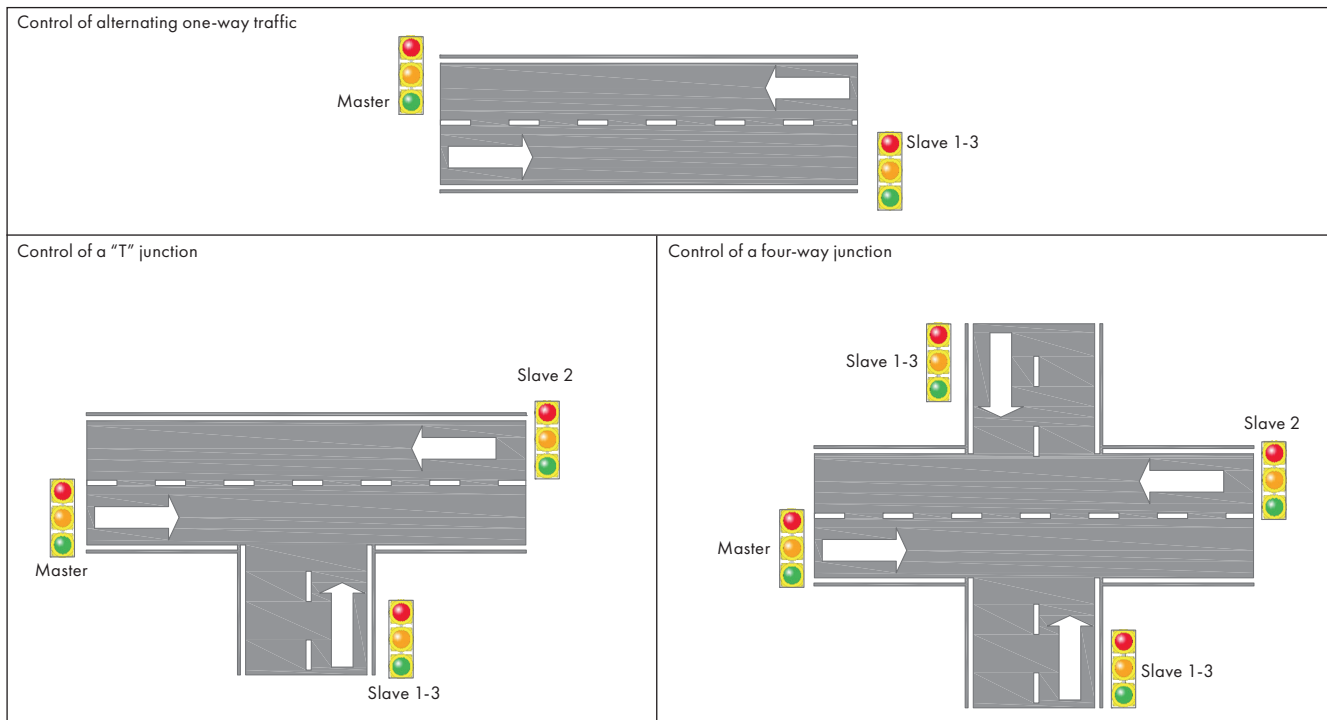 Control of alternating one-way traffic
Master
Slave 1-3
Control of a “T” junction
Slave 2
Master
Slave 1-3
Control of a four-way junction
Slave 1-3
Slave 2
Master
Slave 1-3